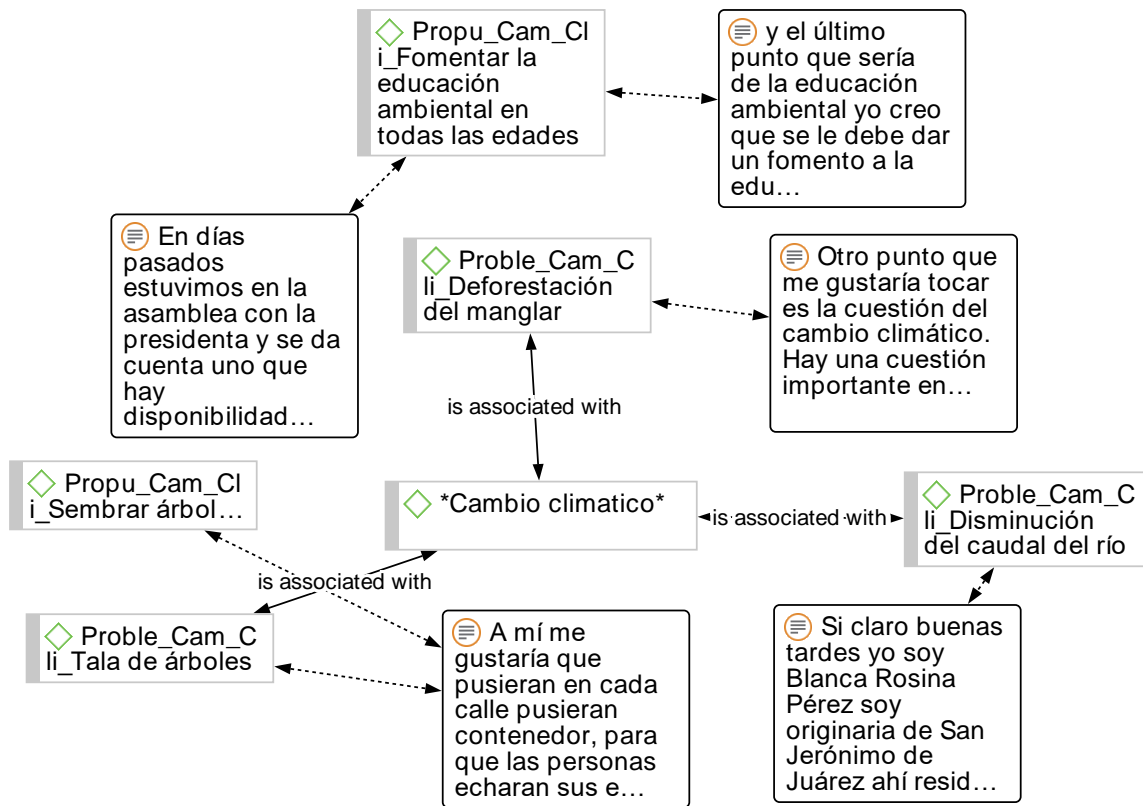 Propu_Cam_Cl
i_Fomentar la
educación
ambiental en
todas las edades
y el último
punto que sería
de la educación
ambiental yo creo
que se le debe dar
un fomento a la
edu…
En días
pasados
estuvimos en la
asamblea con la
presidenta y se da
cuenta uno que
hay
disponibilidad…
Proble_Cam_C
li_Deforestación
del manglar
Otro punto que
me gustaría tocar
es la cuestión del
cambio climático.
Hay una cuestión
importante en…
is associated with
Propu_Cam_Cl
i_Sembrar árbol…
*Cambio climatico*
is associated with
Proble_Cam_C
li_Disminución
del caudal del río
is associated with
Proble_Cam_C
li_Tala de árboles
A mí me
gustaría que
pusieran en cada
calle pusieran
contenedor, para
que las personas
echaran sus e…
Si claro buenas
tardes yo soy
Blanca Rosina
Pérez soy
originaria de San
Jerónimo de
Juárez ahí resid…